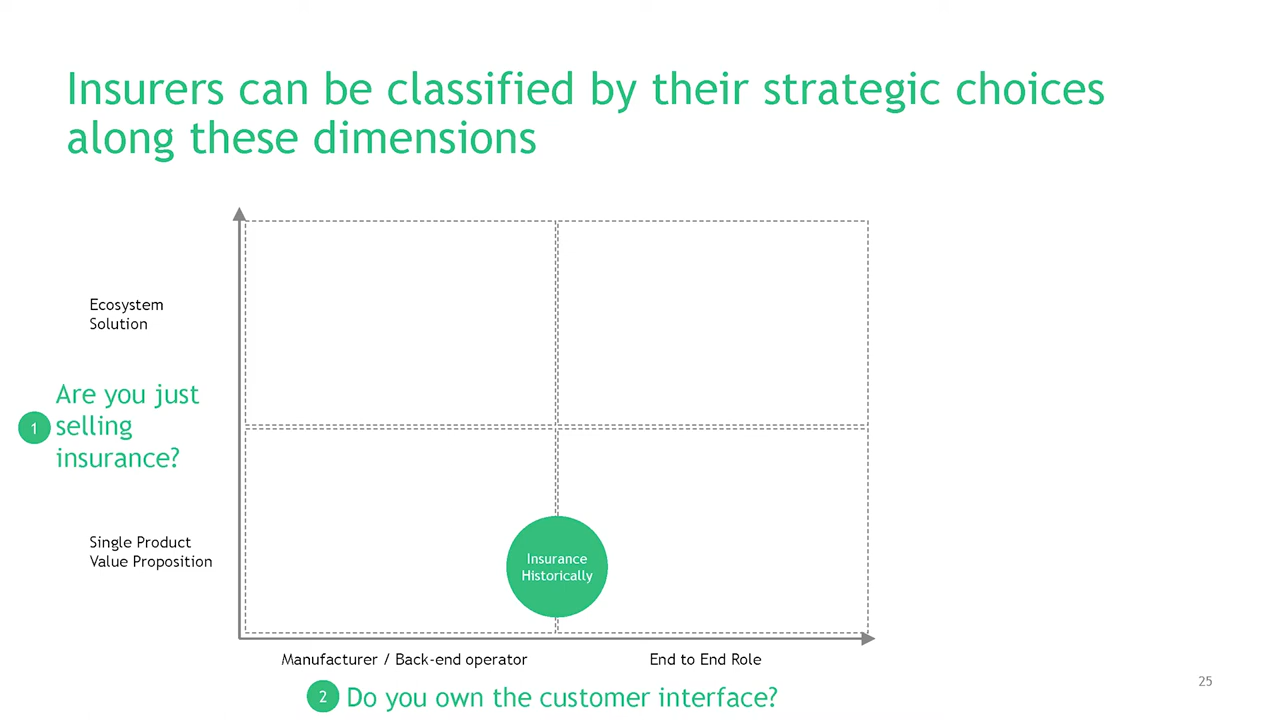 Insurers can be classified by their strategic choices
along these dimensions
Ecosystem
Solution
1
Are you just
selling
insurance?
Single Product
Value Proposition
Insurance
Historically
Manufacturer / Back-end operator
End to End Role
2 Do you own the customer interface?
25